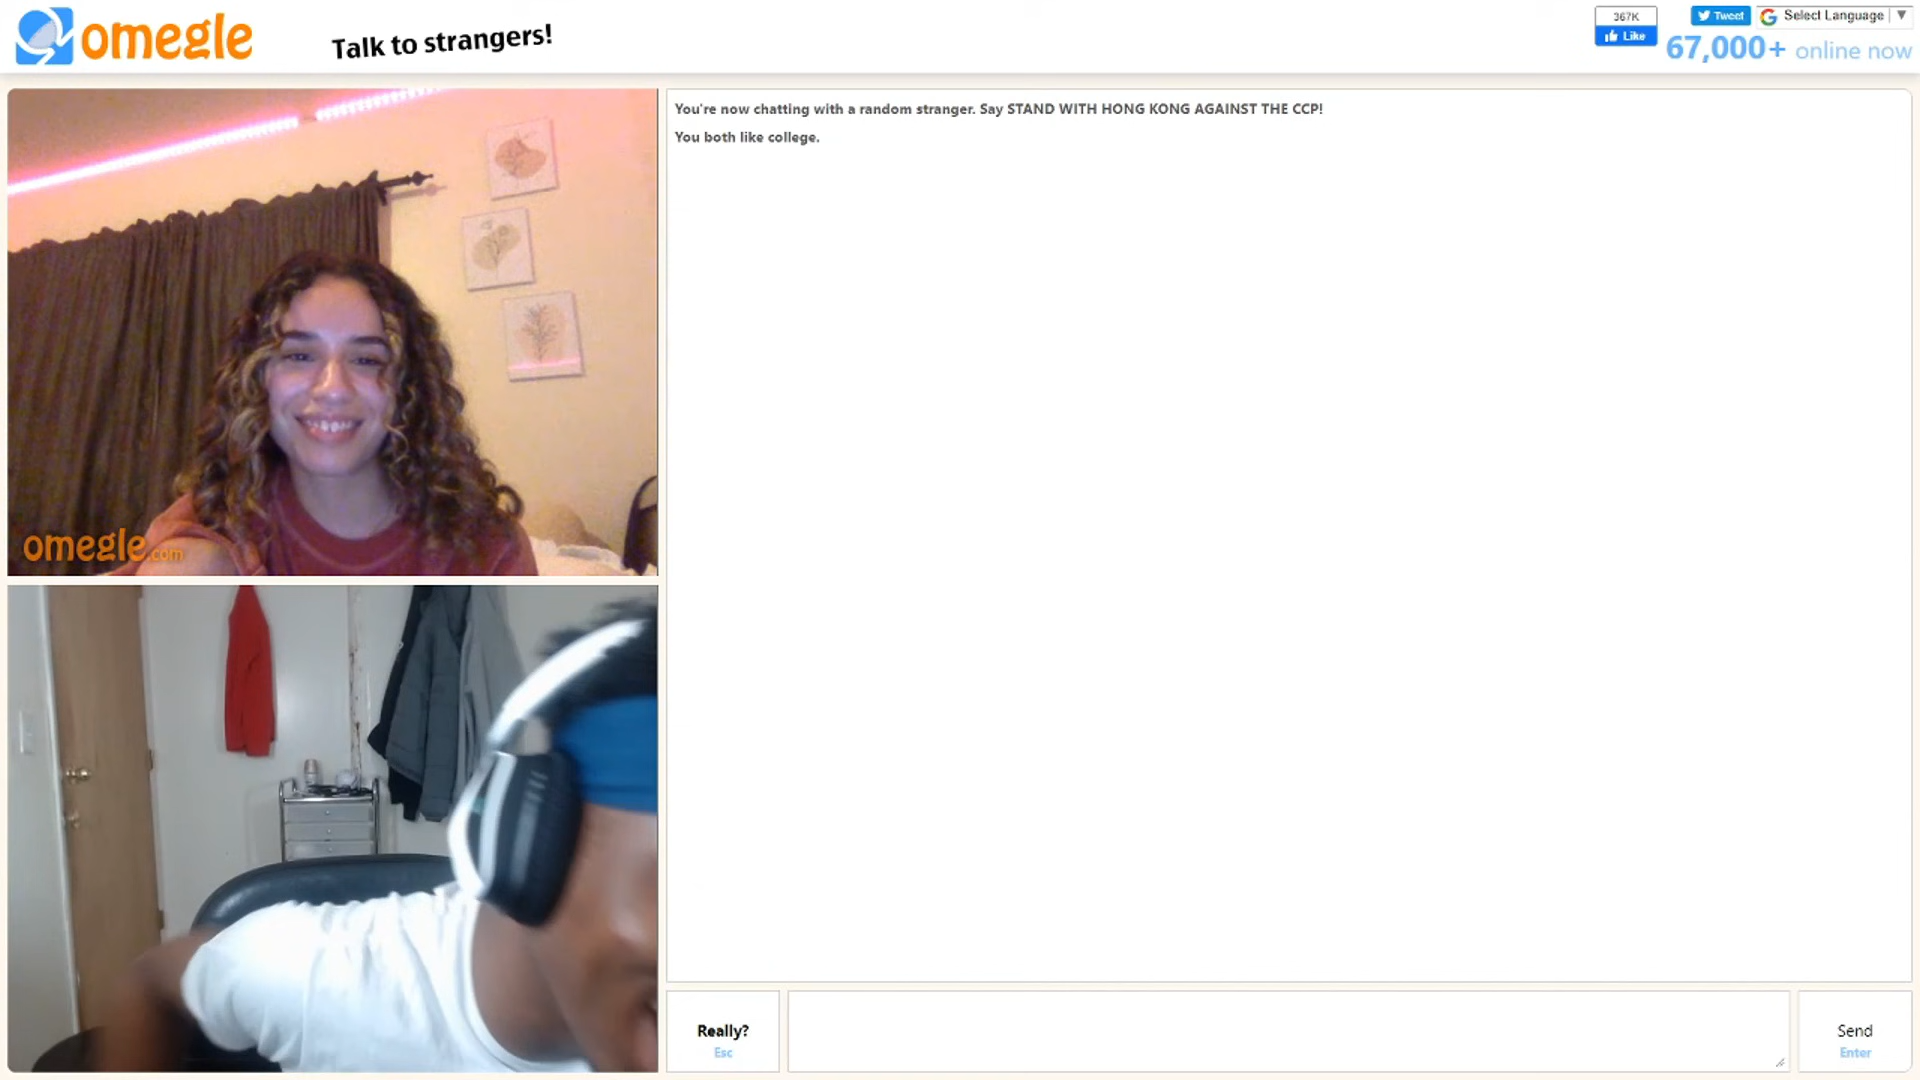 omegle
Talk to strangers!
367K
Like
Tweet
Select Language
67,000+ online now
You're now chatting with a random stranger. Say STAND WITH HONG KONG AGAINST THE CCP!
You both like college.
omegle.com
Really?
Esc
Send
Enter